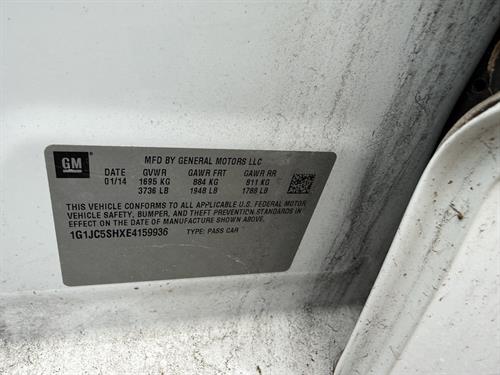 GM
MFD BY GENERAL MOTORS LLC
DATE GVWR GAWR FRT GAWR RR
01/14 1695 KG 884 KG 811 KG
3736 LB 1948 LB 1788 LB
THIS VEHICLE CONFORMS TO ALL APPLICABLE U.S. FEDERAL MOTOR
VEHICLE SAFETY, BUMPER, AND THEFT PREVENTION STANDARDS
IN EFFECT ON THE DATE OF MANUFACTURE SHOWN ABOVE.
1G1JC5SHXE4159936 TYPE: PASS CAR